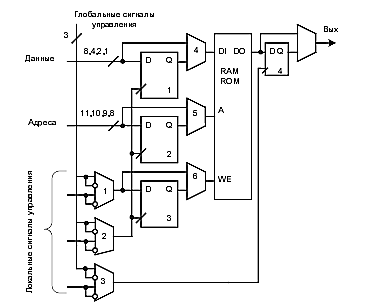 Глобальные сигналы
управления
3
Вых
Данные
8,4,2,1
D Q
1
4
DI DO
RAM
ROM
D Q
4
Адреса
11,10,9,8
D Q
2
5
A
Локальные сигналы управления
1
D Q
3
6
WE
2
3